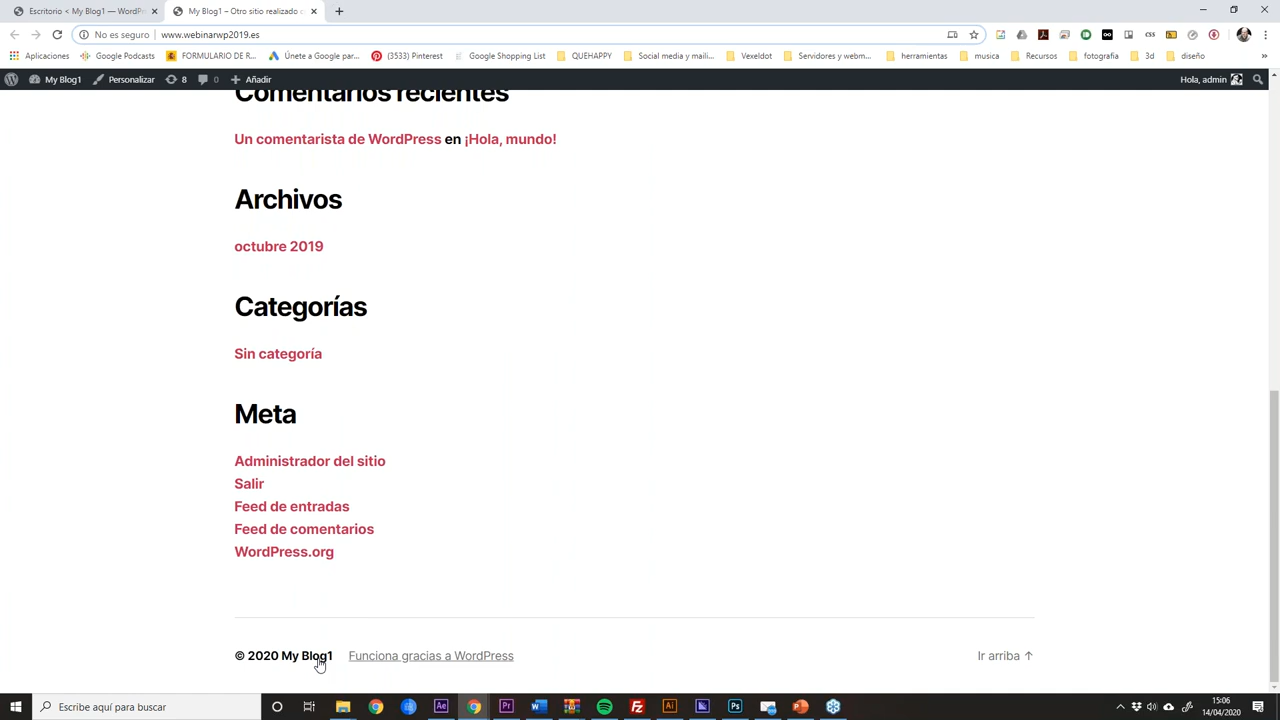 Escritorio < My Blog1 — WordPr
My Blog1 – Otro sitio realizado c
No es seguro
www.webinarwp2019.es
Aplicaciones
Google Podcasts
FORMULARIO DE R...
Únete a Google par...
(3533) Pinterest
Google Shopping List
QUEHAPPY
Social media y maili...
Vexeldot
Servidores y webm...
herramientas
musica
Recursos
fotografia
3d
diseño
»
My Blog1
Personalizar
8
0
Añadir
Hola, admin
Comentarios recientes
Un comentarista de WordPress en ¡Hola, mundo!
Archivos
octubre 2019
Categorías
Sin categoría
Meta
Administrador del sitio
Salir
Feed de entradas
Feed de comentarios
WordPress.org
© 2020 My Blog1
Funciona gracias a WordPress
Ir arriba ↑
Escribe aquí para buscar
15:06
14/04/2020